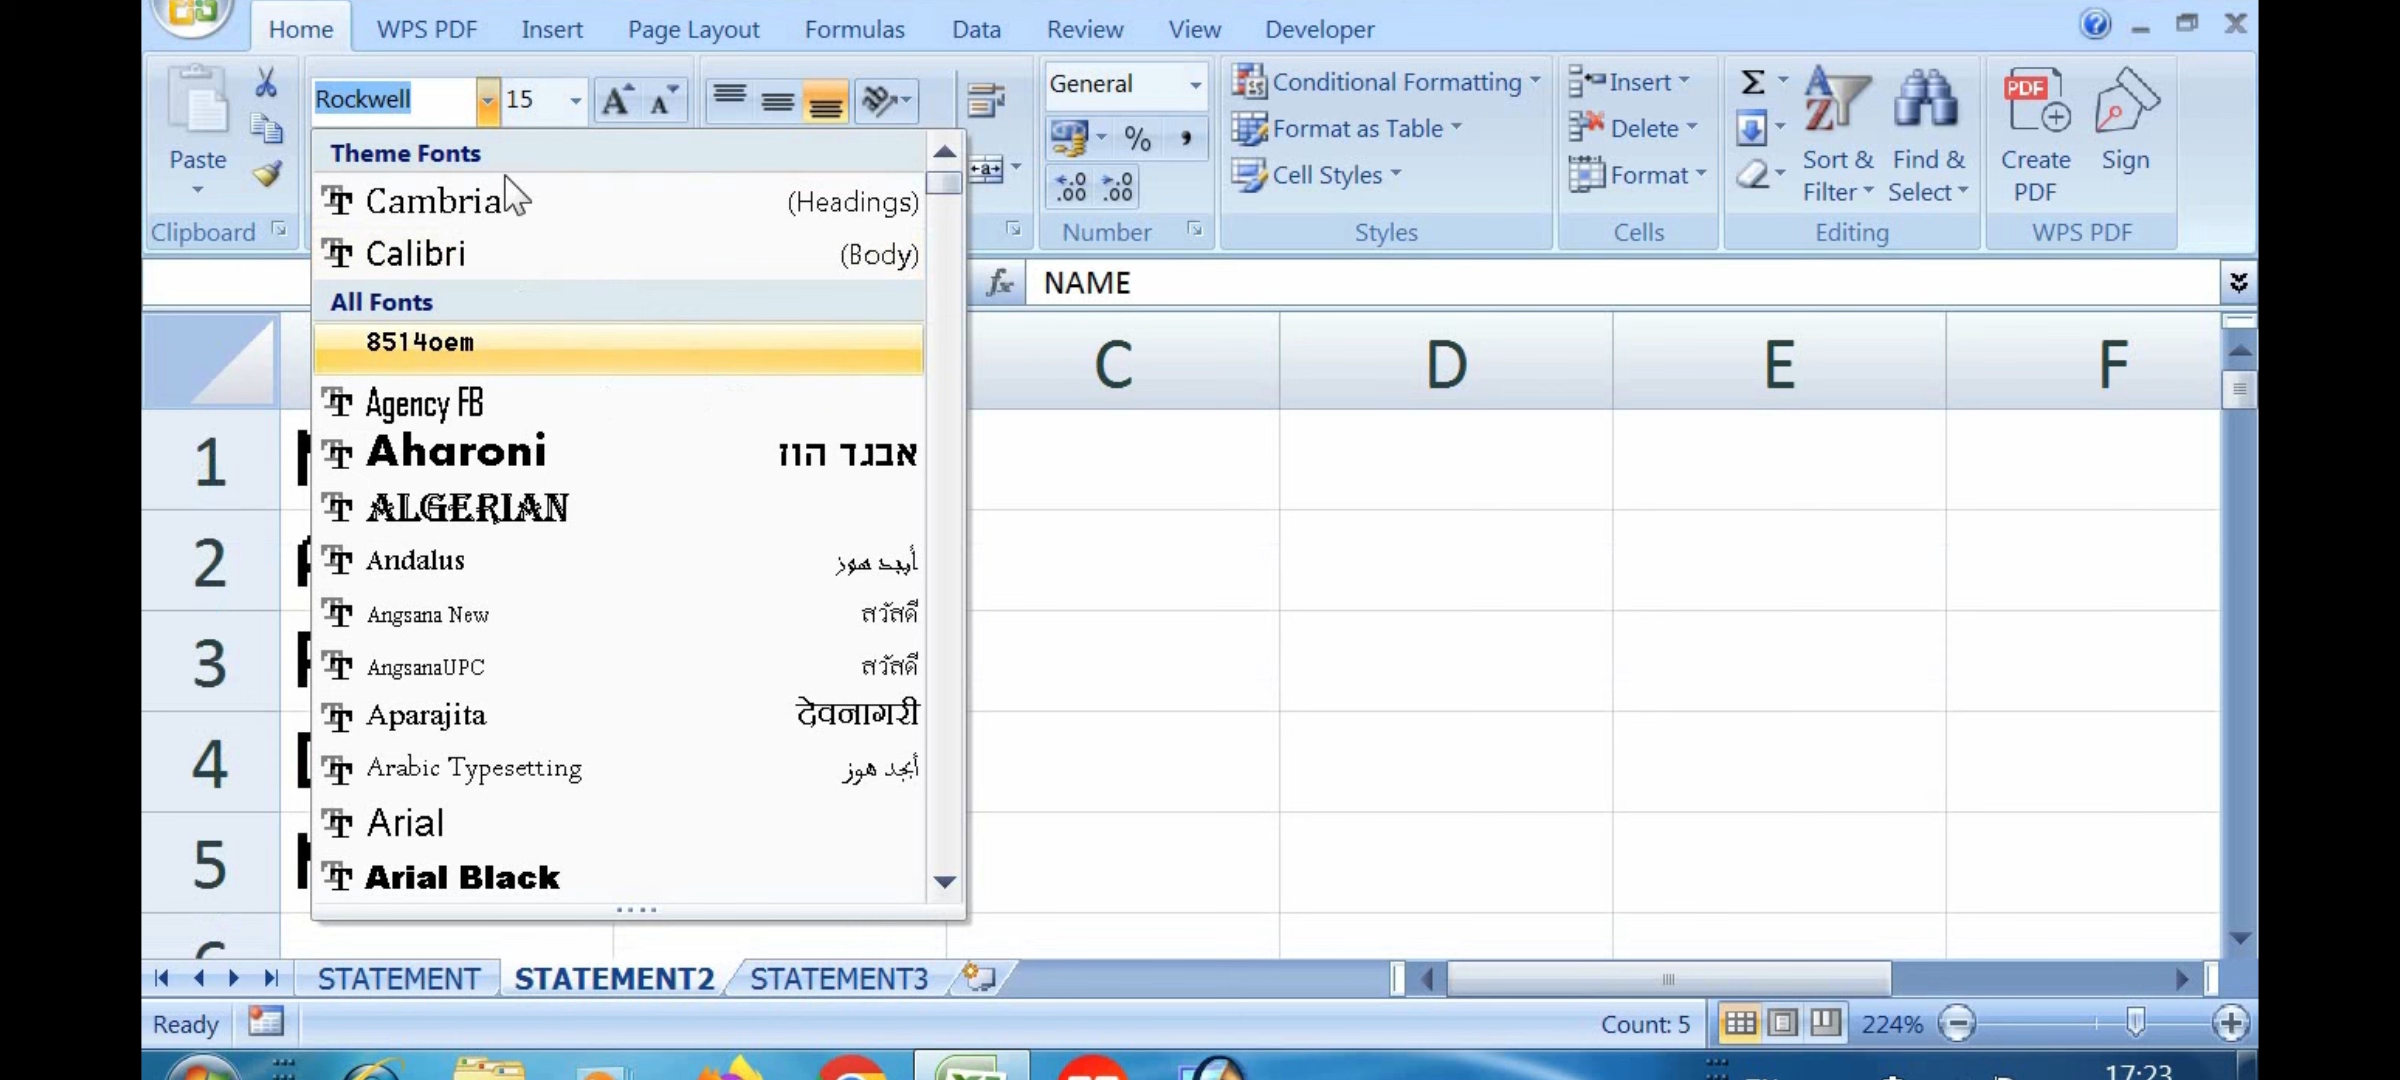 Home WPS PDF Insert Page Layout Formulas Data Review View Developer
Rockwell 15
General
Conditional Formatting
Format as Table
Cell Styles
Insert
Delete
Format
Paste
Sort & Filter
Find & Select
Create PDF
Sign
Clipboard Number Styles Cells Editing WPS PDF
NAME
Theme Fonts
Cambria (Headings)
Calibri (Body)
All Fonts
8514oem
Agency FB
Aharoni אבגד הוז
ALGERIAN
Andalus أبجد هوز
Angsana New สวัสดี
AngsanaUPC สวัสดี
Aparajita देवनागरी
Arabic Typesetting أبجد هوز
Arial
Arial Black
C D E F
1
2
3
4
5
STATEMENT STATEMENT2 STATEMENT3
Ready Count: 5 224%
17:23